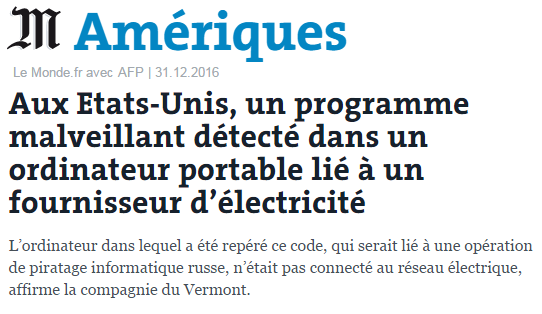 M Amériques
Le Monde.fr avec AFP | 31.12.2016
Aux Etats-Unis, un programme
malveillant détecté dans un
ordinateur portable lié à un
fournisseur d’électricité
L’ordinateur dans lequel a été repéré ce code, qui serait lié à une opération
de piratage informatique russe, n’était pas connecté au réseau électrique,
affirme la compagnie du Vermont.